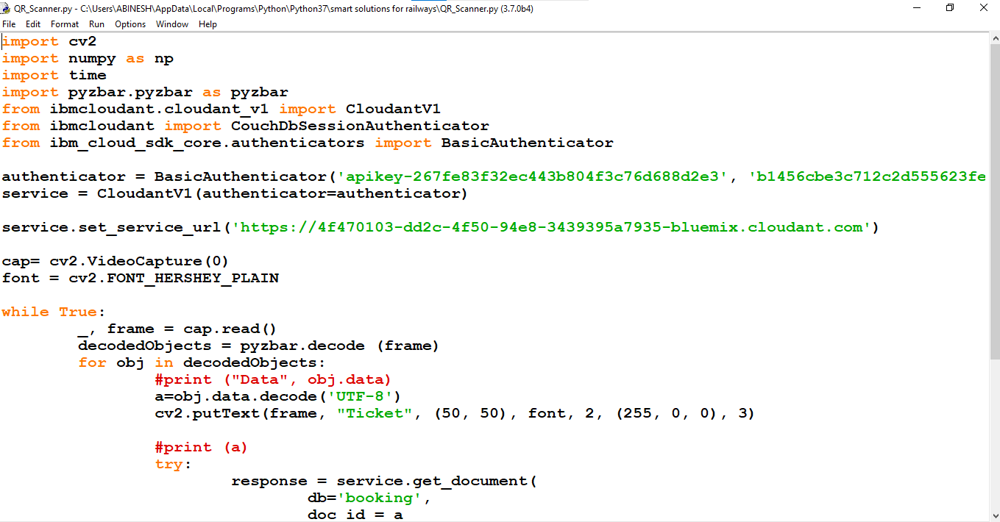 QR_Scanner.py - C:\Users\ABINESH\AppData\Local\Programs\Python\Python37\smart solutions for railways\QR_Scanner.py (3.7.0b4)
File Edit Format Run Options Window Help
import cv2
import numpy as np
import time
import pyzbar.pyzbar as pyzbar
from ibmcloudant.cloudant_v1 import CloudantV1
from ibmcloudant import CouchDbSessionAuthenticator
from ibm_cloud_sdk_core.authenticators import BasicAuthenticator
authenticator = BasicAuthenticator('apikey-267fe83f32ec443b804f3c76d688d2e3', 'b1456cbe3c712c2d555623fe
service = CloudantV1(authenticator=authenticator)
service.set_service_url('https://4f470103-dd2c-4f50-94e8-3439395a7935-bluemix.cloudant.com')
cap= cv2.VideoCapture(0)
font = cv2.FONT_HERSHEY_PLAIN
while True:
_, frame = cap.read()
decodedObjects = pyzbar.decode (frame)
for obj in decodedObjects:
#print ("Data", obj.data)
a=obj.data.decode('UTF-8')
cv2.putText(frame, "Ticket", (50, 50), font, 2, (255, 0, 0), 3)
#print (a)
try:
response = service.get_document(
db='booking',
doc_id = a